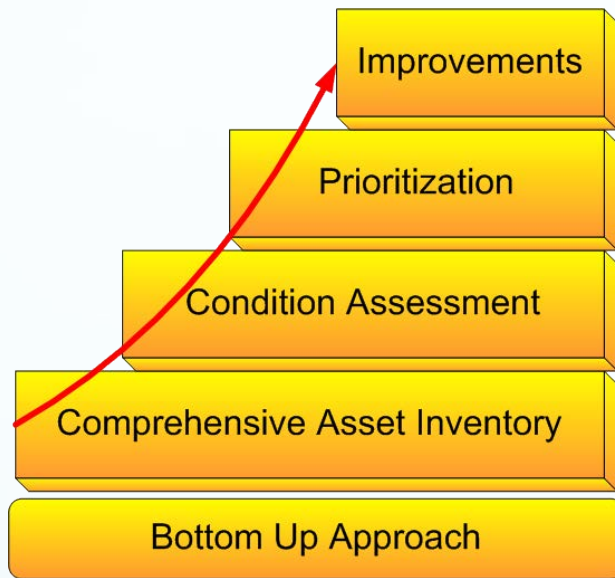 Improvements
Prioritization
Condition Assessment
Comprehensive Asset Inventory
Bottom Up Approach